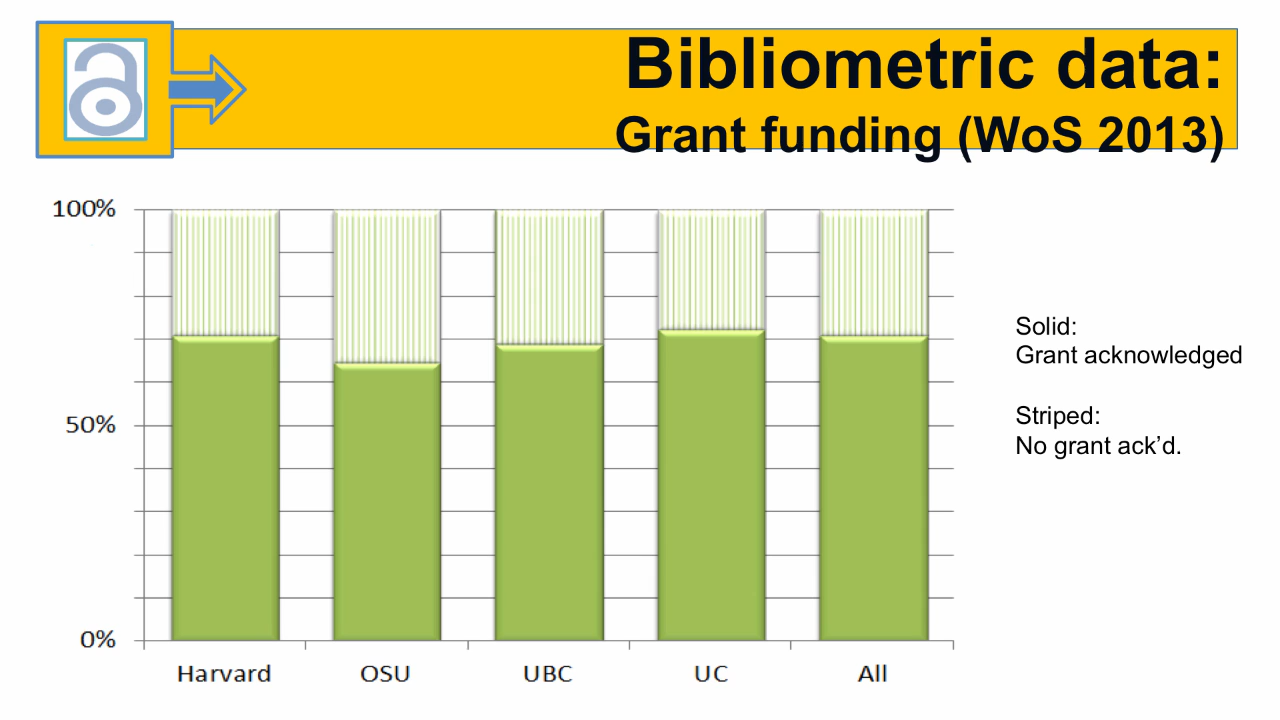 Bibliometric data:
Grant funding (WoS 2013)
100%
50%
0%
Harvard
OSU
UBC
UC
All
Solid:
Grant acknowledged
Striped:
No grant ack’d.